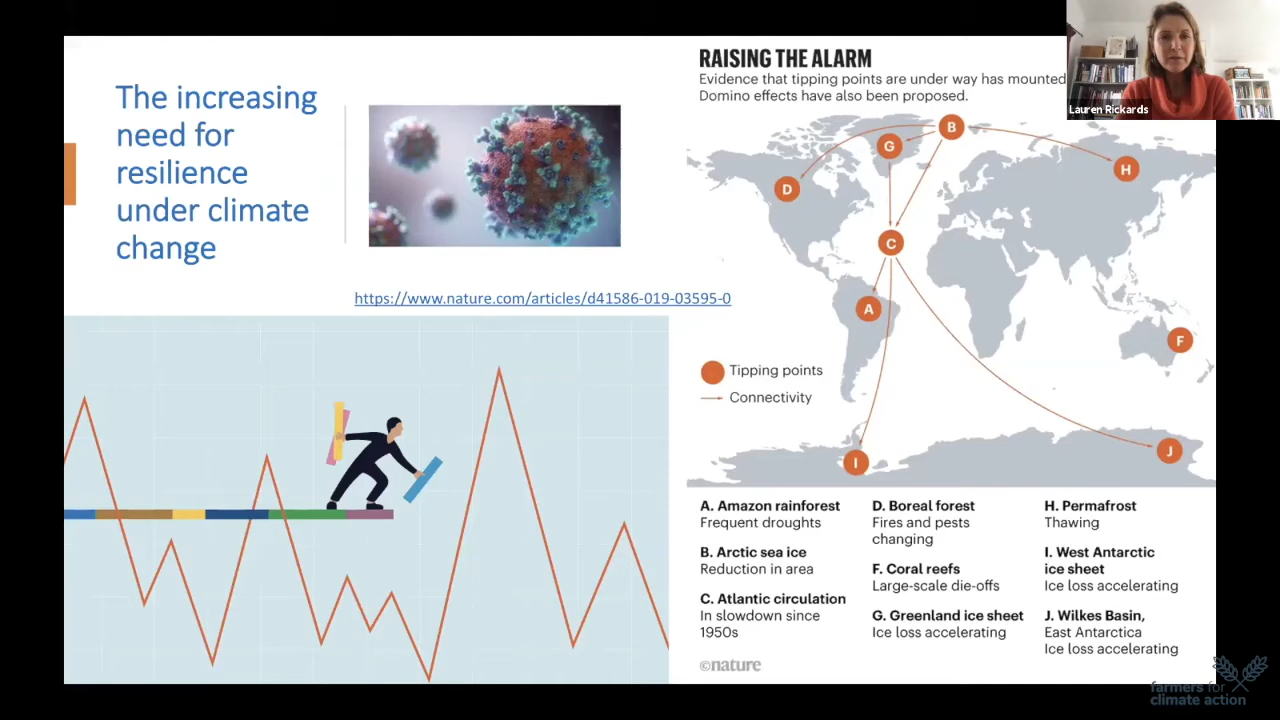 The increasing
need for
resilience
under climate
change
https://www.nature.com/articles/d41586-019-03595-0
RAISING THE ALARM
Evidence that tipping points are under way has mounted
Domino effects have also been proposed.
Lauren Rickards
B
G
D
H
C
A
F
I
J
Tipping points
Connectivity
A. Amazon rainforest
Frequent droughts
B. Arctic sea ice
Reduction in area
C. Atlantic circulation
In slowdown since
1950s
D. Boreal forest
Fires and pests
changing
F. Coral reefs
Large-scale die-offs
G. Greenland ice sheet
Ice loss accelerating
H. Permafrost
Thawing
I. West Antarctic
ice sheet
Ice loss accelerating
J. Wilkes Basin,
East Antarctica
Ice loss accelerating
©nature
farmers for
climate action